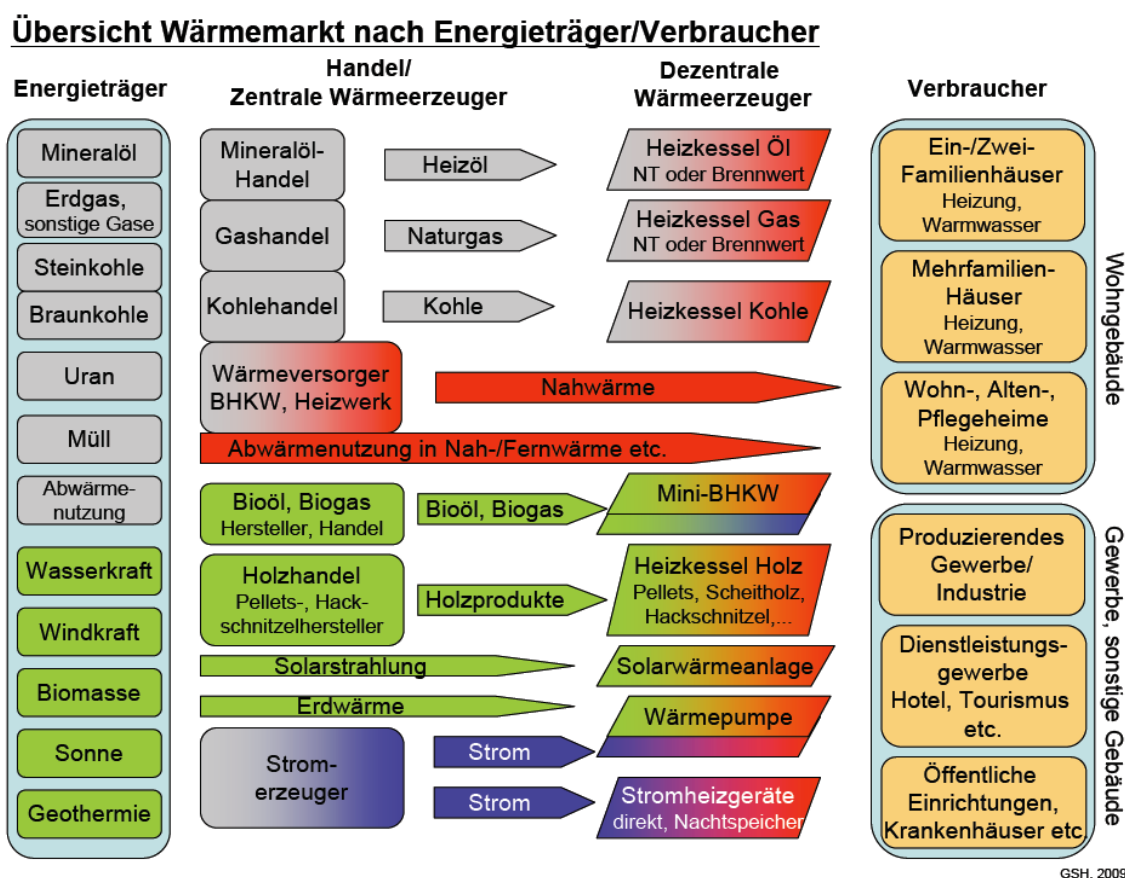 Übersicht Wärmemarkt nach Energieträger/Verbraucher
Energieträger
Handel/
Zentrale Wärmeerzeuger
Dezentrale
Wärmeerzeuger
Verbraucher
Mineralöl
Erdgas,
sonstige Gase
Steinkohle
Braunkohle
Uran
Müll
Abwärme-
nutzung
Wasserkraft
Windkraft
Biomasse
Sonne
Geothermie
Mineralöl-
Handel
Heizöl
Gashandel
Naturgas
Kohlehandel
Kohle
Wärmeversorger
BHKW, Heizwerk
Nahwärme
Abwärmenutzung in Nah-/Fernwärme etc.
Bioöl, Biogas
Hersteller, Handel
Bioöl, Biogas
Holzhandel
Pellets-, Hack-
schnitzelhersteller
Holzprodukte
Solarstrahlung
Erdwärme
Strom-
erzeuger
Strom
Strom
Heizkessel Öl
NT oder Brennwert
Heizkessel Gas
NT oder Brennwert
Heizkessel Kohle
Mini-BHKW
Heizkessel Holz
Pellets, Scheitholz,
Hackschnitzel,...
Solarwärmeanlage
Wärmepumpe
Stromheizgeräte
direkt, Nachtspeicher
Ein-/Zwei-
Familienhäuser
Heizung,
Warmwasser
Mehrfamilien-
Häuser
Heizung,
Warmwasser
Wohn-, Alten-,
Pflegeheime
Heizung,
Warmwasser
Wohngebäude
Produzierendes
Gewerbe/
Industrie
Dienstleistungs-
gewerbe
Hotel, Tourismus
etc.
Öffentliche
Einrichtungen,
Krankenhäuser etc.
Gewerbe, sonstige Gebäude
GSH, 2009